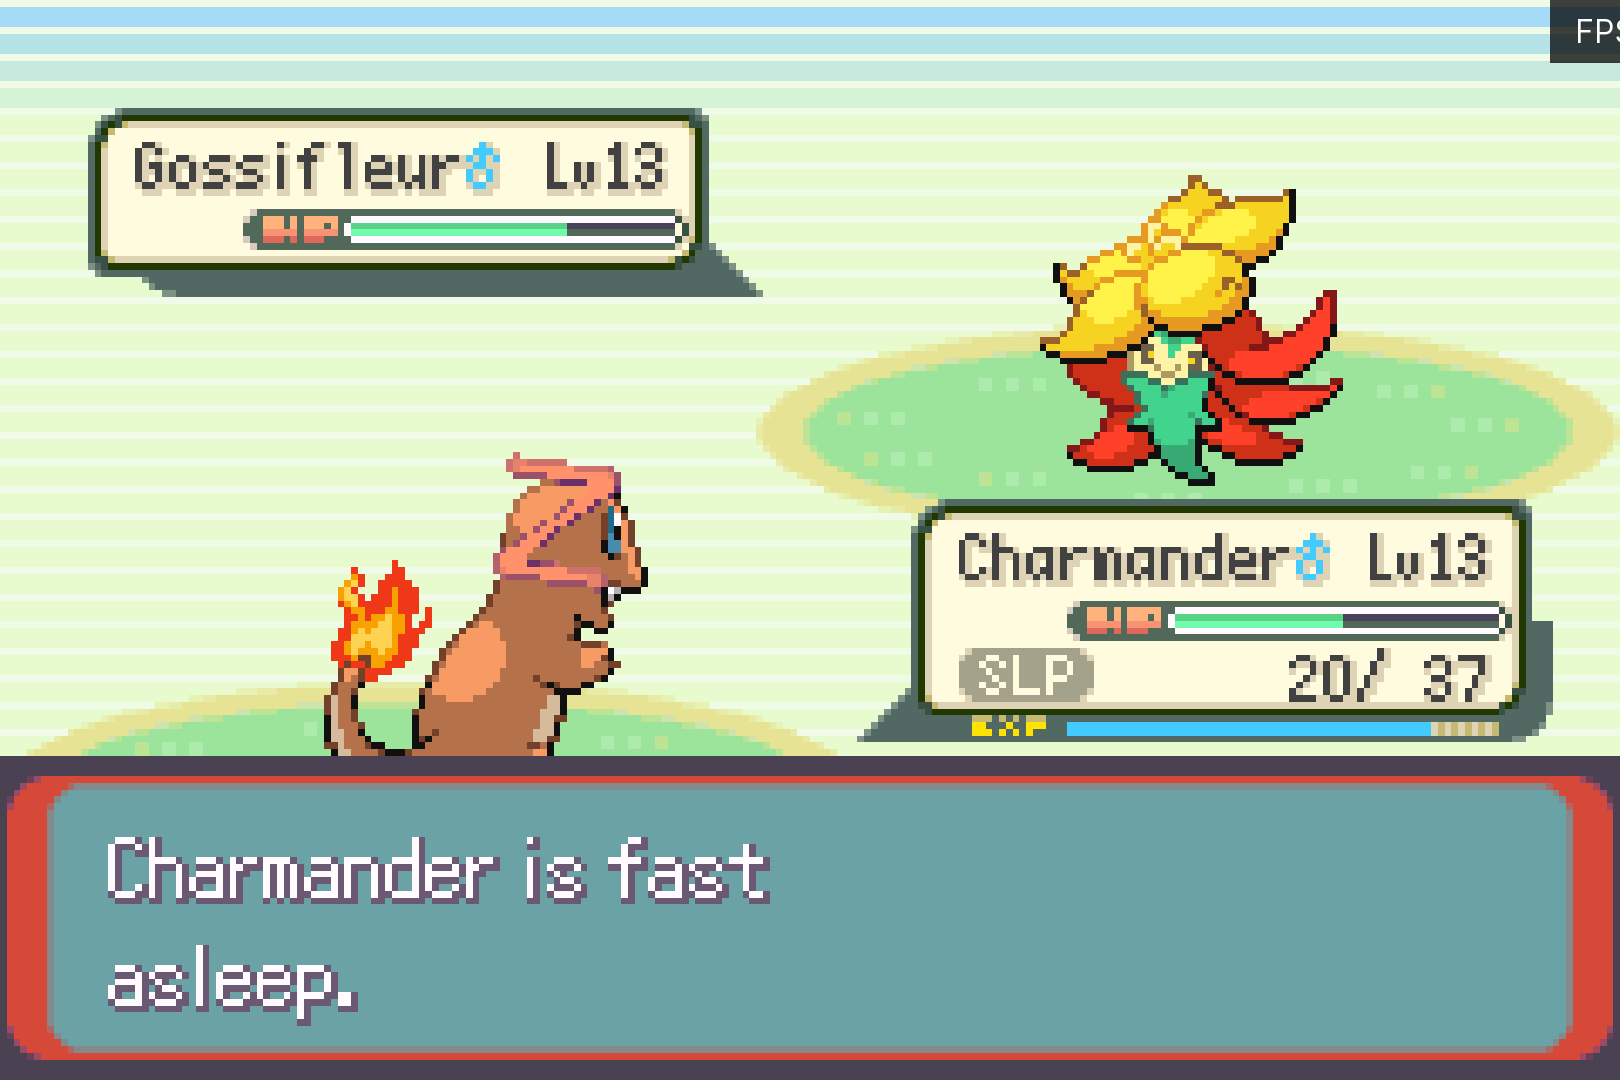 FPS
Gossifleur♂ Lv13
HP
Charmander♂ Lv13
HP
SLP 20/ 37
EXP
Charmander is fast
asleep.